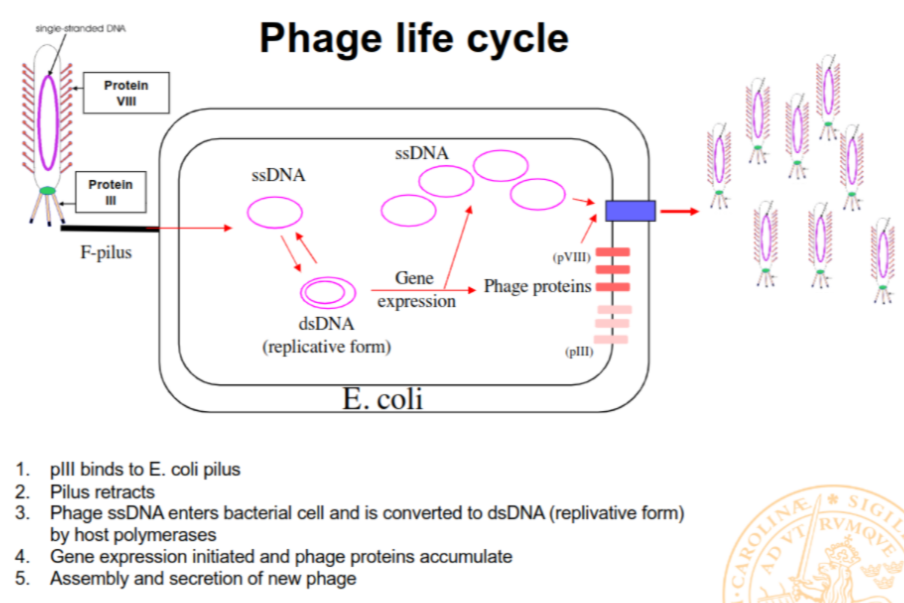 Phage life cycle
single-stranded DNA
Protein
VIII
Protein
III
F-pilus
ssDNA
ssDNA
dsDNA
(replicative form)
Gene
expression
(pVIII)
Phage proteins
(pIII)
E. coli
1. pIII binds to E. coli pilus
2. Pilus retracts
3. Phage ssDNA enters bacterial cell and is converted to dsDNA (replivative form)
by host polymerases
4. Gene expression initiated and phage proteins accumulate
5. Assembly and secretion of new phage
CAROLINÆ * SIGIL
AD VT RVMQVE